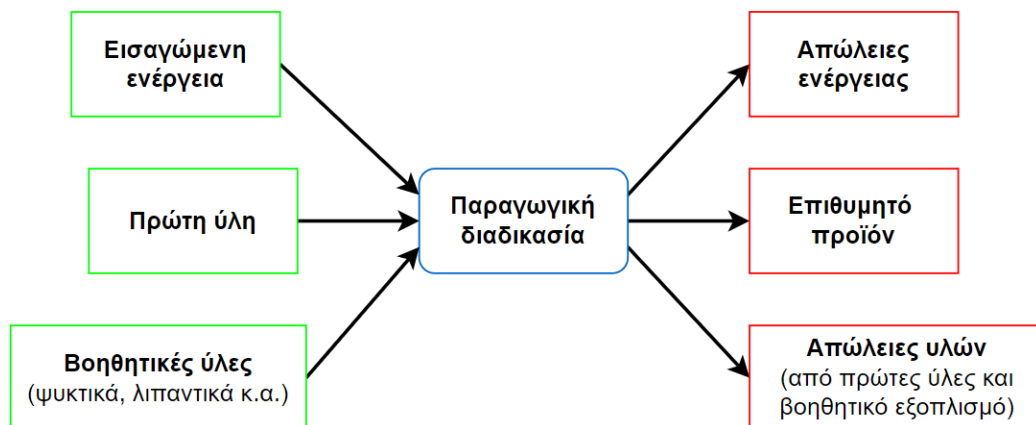 Εισαγώμενη
ενέργεια
Πρώτη ύλη
Βοηθητικές ύλες
(ψυκτικά, λιπαντικά κ.α.)
Παραγωγική
διαδικασία
Απώλειες
ενέργειας
Επιθυμητό
προϊόν
Απώλειες υλών
(από πρώτες ύλες και
βοηθητικό εξοπλισμό)